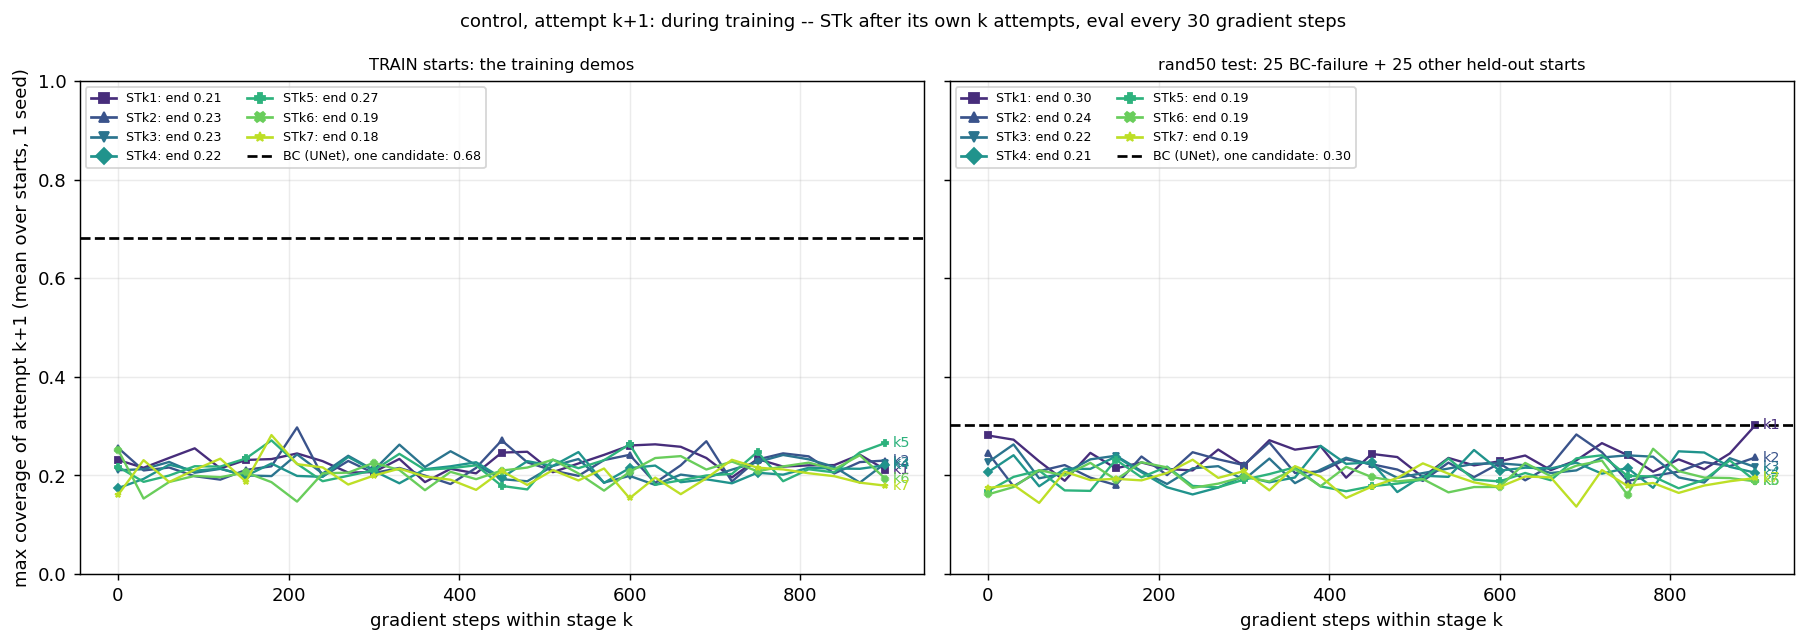 control, attempt k+1: during training -- STk after its own k attempts, eval every 30 gradient steps
TRAIN starts: the training demos
max coverage of attempt k+1 (mean over starts, 1 seed)
1.0
0.8
0.6
0.4
0.2
0.0
STk1: end 0.21
STk2: end 0.23
STk3: end 0.23
STk4: end 0.22
STk5: end 0.27
STk6: end 0.19
STk7: end 0.18
BC (UNet), one candidate: 0.68
k5
k6
k7
0
200
400
600
800
gradient steps within stage k
rand50 test: 25 BC-failure + 25 other held-out starts
STk1: end 0.30
STk2: end 0.24
STk3: end 0.22
STk4: end 0.21
STk5: end 0.19
STk6: end 0.19
STk7: end 0.19
BC (UNet), one candidate: 0.30
k1
k2
k3
0
200
400
600
800
gradient steps within stage k